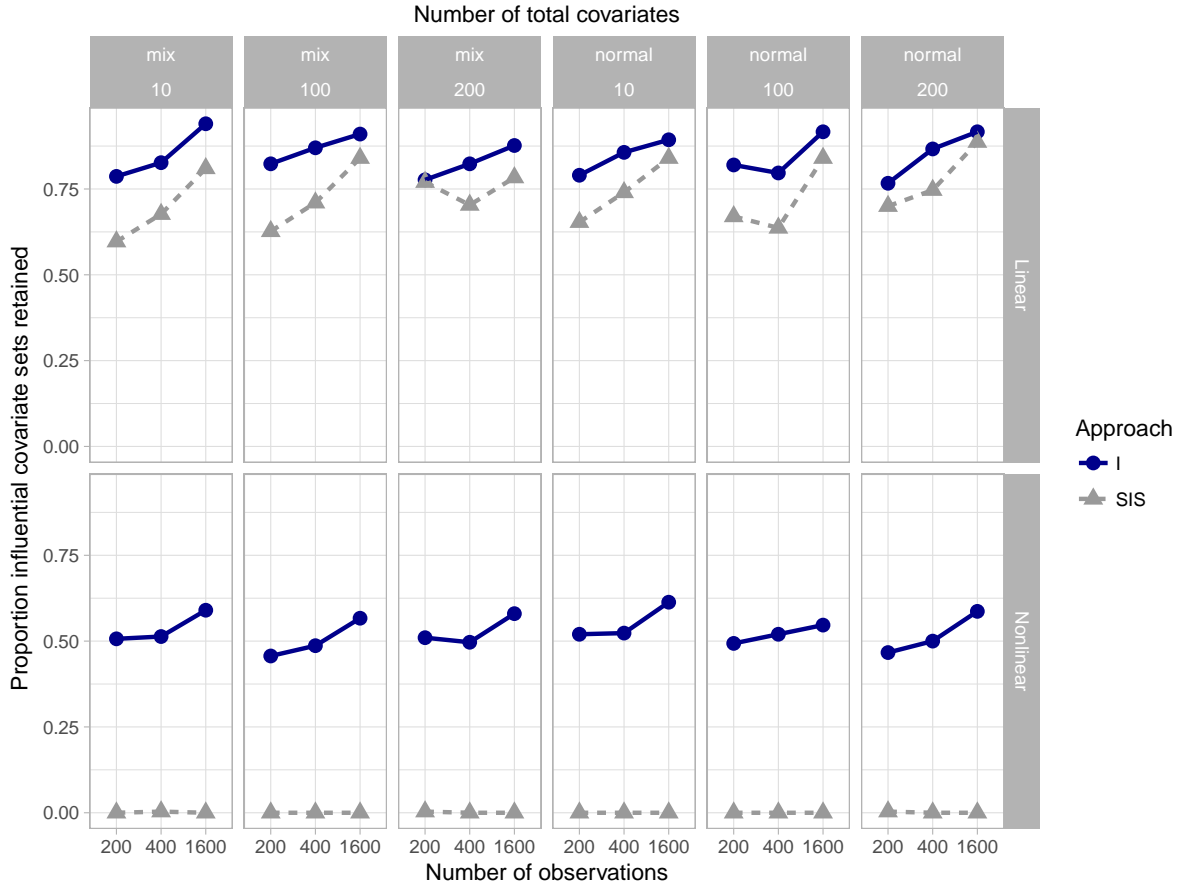 Number of total covariates
mix mix mix normal normal normal
10 100 200 10 100 200
Proportion influential covariate sets retained
0.75
0.50
0.25
0.00
Linear
0.75
0.50
0.25
0.00
Nonlinear
200 400 1600 200 400 1600 200 400 1600 200 400 1600 200 400 1600 200 400 1600
Number of observations
Approach
I
SIS